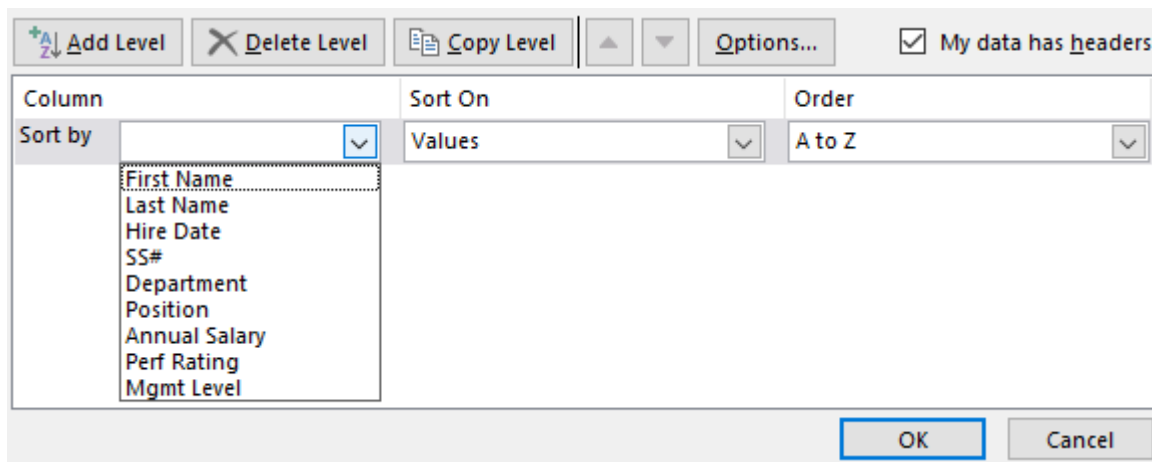 Add Level Delete Level Copy Level Options... My data has headers
Column Sort On Order
Sort by Values A to Z
First Name
Last Name
Hire Date
SS#
Department
Position
Annual Salary
Perf Rating
Mgmt Level
OK Cancel